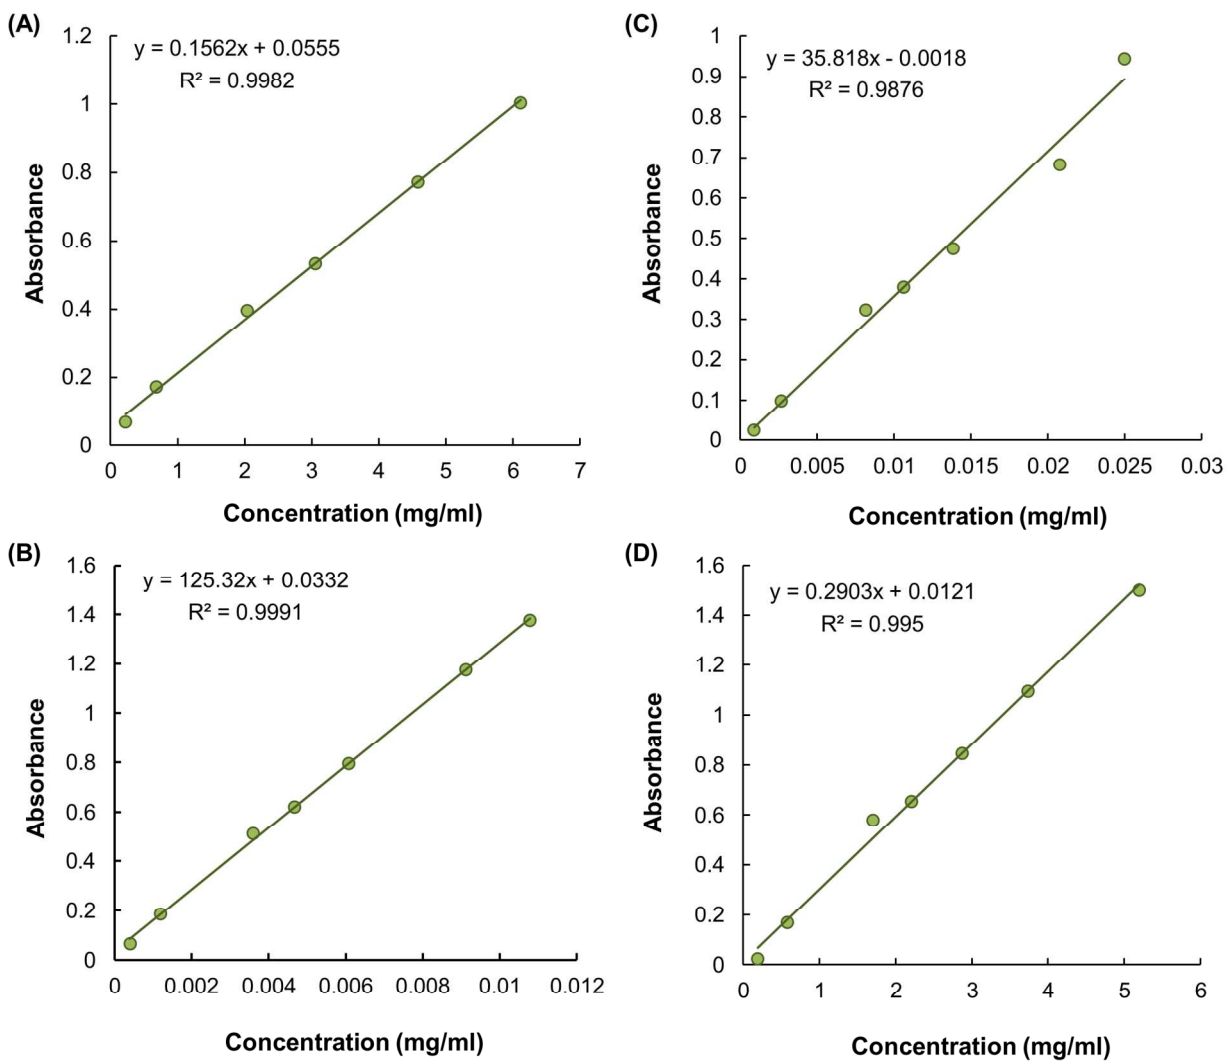 (A)
y = 0.1562x + 0.0555
R² = 0.9982
1.2
1
0.8
0.6
0.4
0.2
0
Absorbance
0 1 2 3 4 5 6 7
Concentration (mg/ml)
(C)
y = 35.818x - 0.0018
R² = 0.9876
1
0.9
0.8
0.7
0.6
0.5
0.4
0.3
0.2
0.1
0
Absorbance
0 0.005 0.01 0.015 0.02 0.025 0.03
Concentration (mg/ml)
(B)
y = 125.32x + 0.0332
R² = 0.9991
1.6
1.4
1.2
1
0.8
0.6
0.4
0.2
0
Absorbance
0 0.002 0.004 0.006 0.008 0.01 0.012
Concentration (mg/ml)
(D)
y = 0.2903x + 0.0121
R² = 0.995
1.6
1.4
1.2
1
0.8
0.6
0.4
0.2
0
Absorbance
0 1 2 3 4 5 6
Concentration (mg/ml)